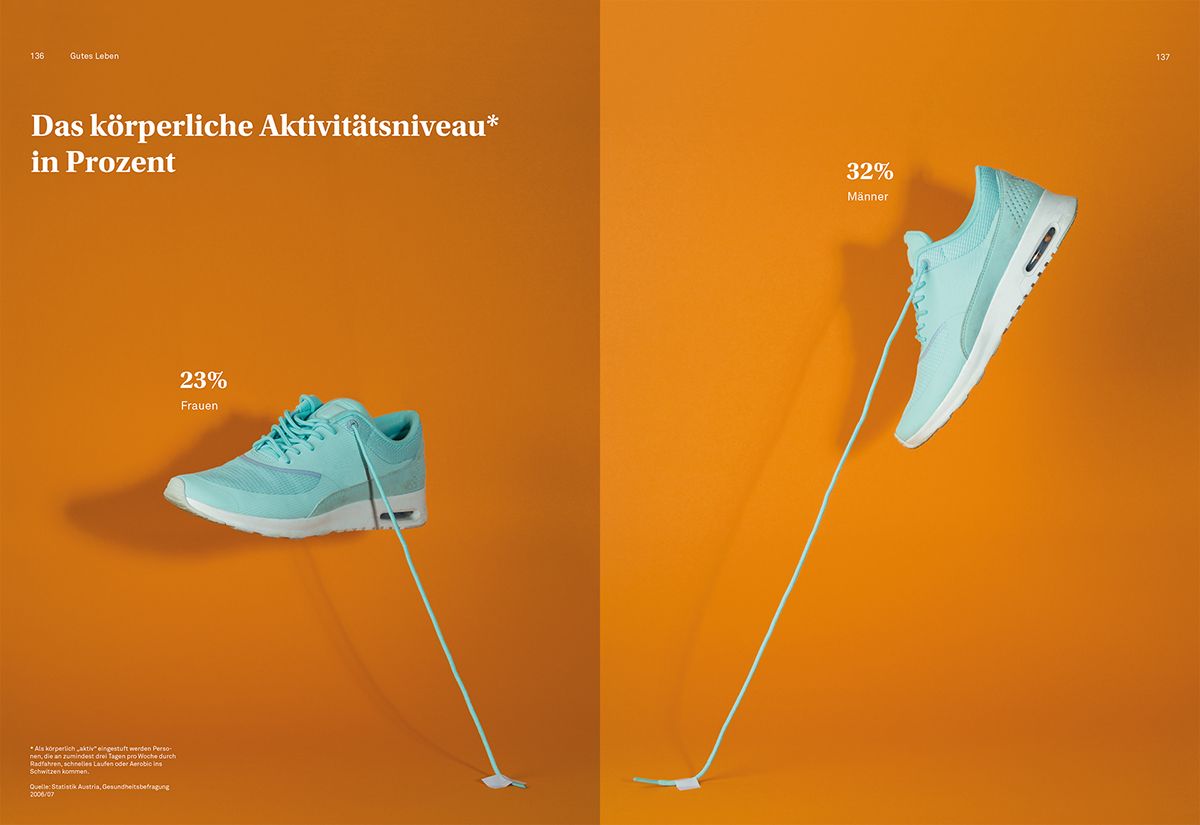 136 Gutes Leben
137
Das körperliche Aktivitätsniveau*
in Prozent
32%
Männer
23%
Frauen
* Als körperlich „aktiv“ eingestuft werden Perso-
nen, die an zumindest drei Tagen pro Woche durch
Radfahren, schnelles Laufen oder Aerobic ins
Schwitzen kommen.
Quelle: Statistik Austria, Gesundheitsbefragung
2006/07